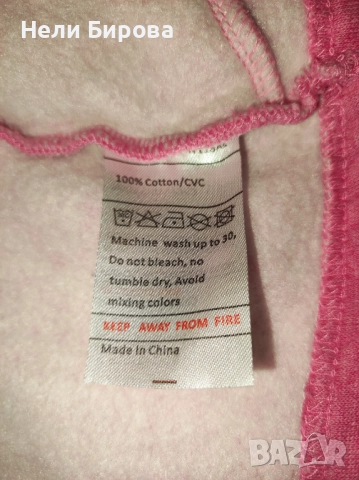 Нели Бирова
100% Cotton/CVC
Machine wash up to 30,
Do not bleach, no
tumble dry, Avoid
mixing colors
KEEP AWAY FROM FIRE
Made in China
bazar